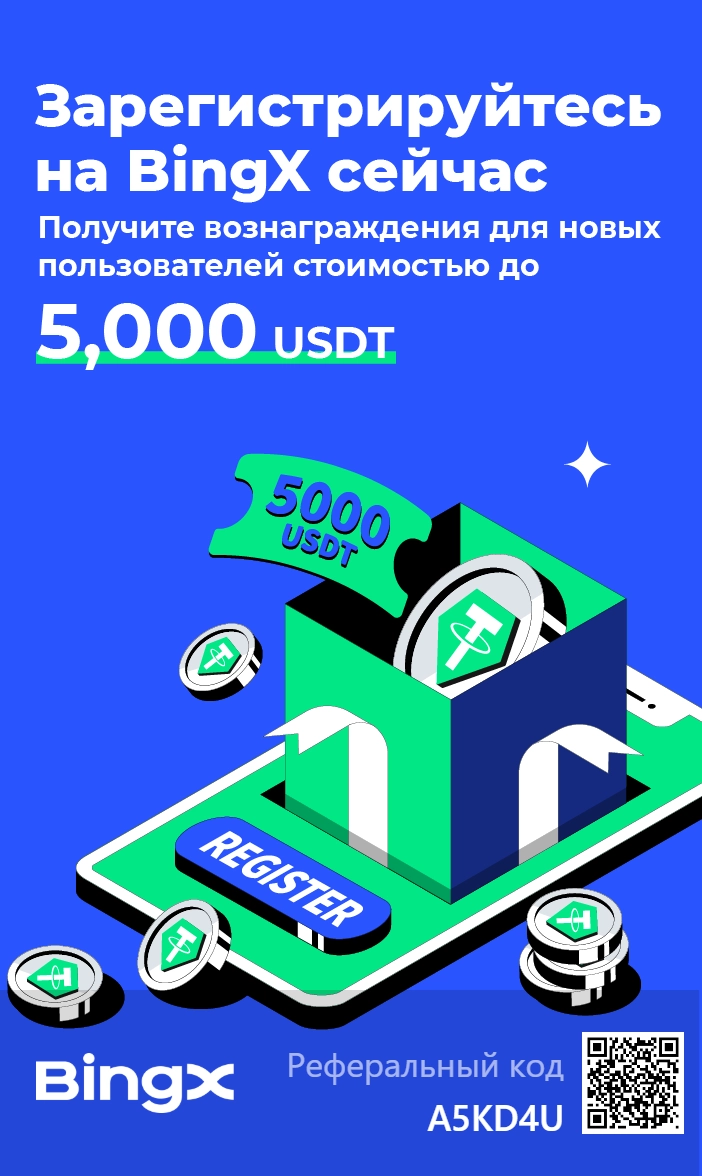 Зарегистрируйтесь
на BingX сейчас
Получите вознаграждения для новых
пользователей стоимостью до
5,000 USDT
5000
USDT
REGISTER
BingX
Реферальный код
A5KD4U